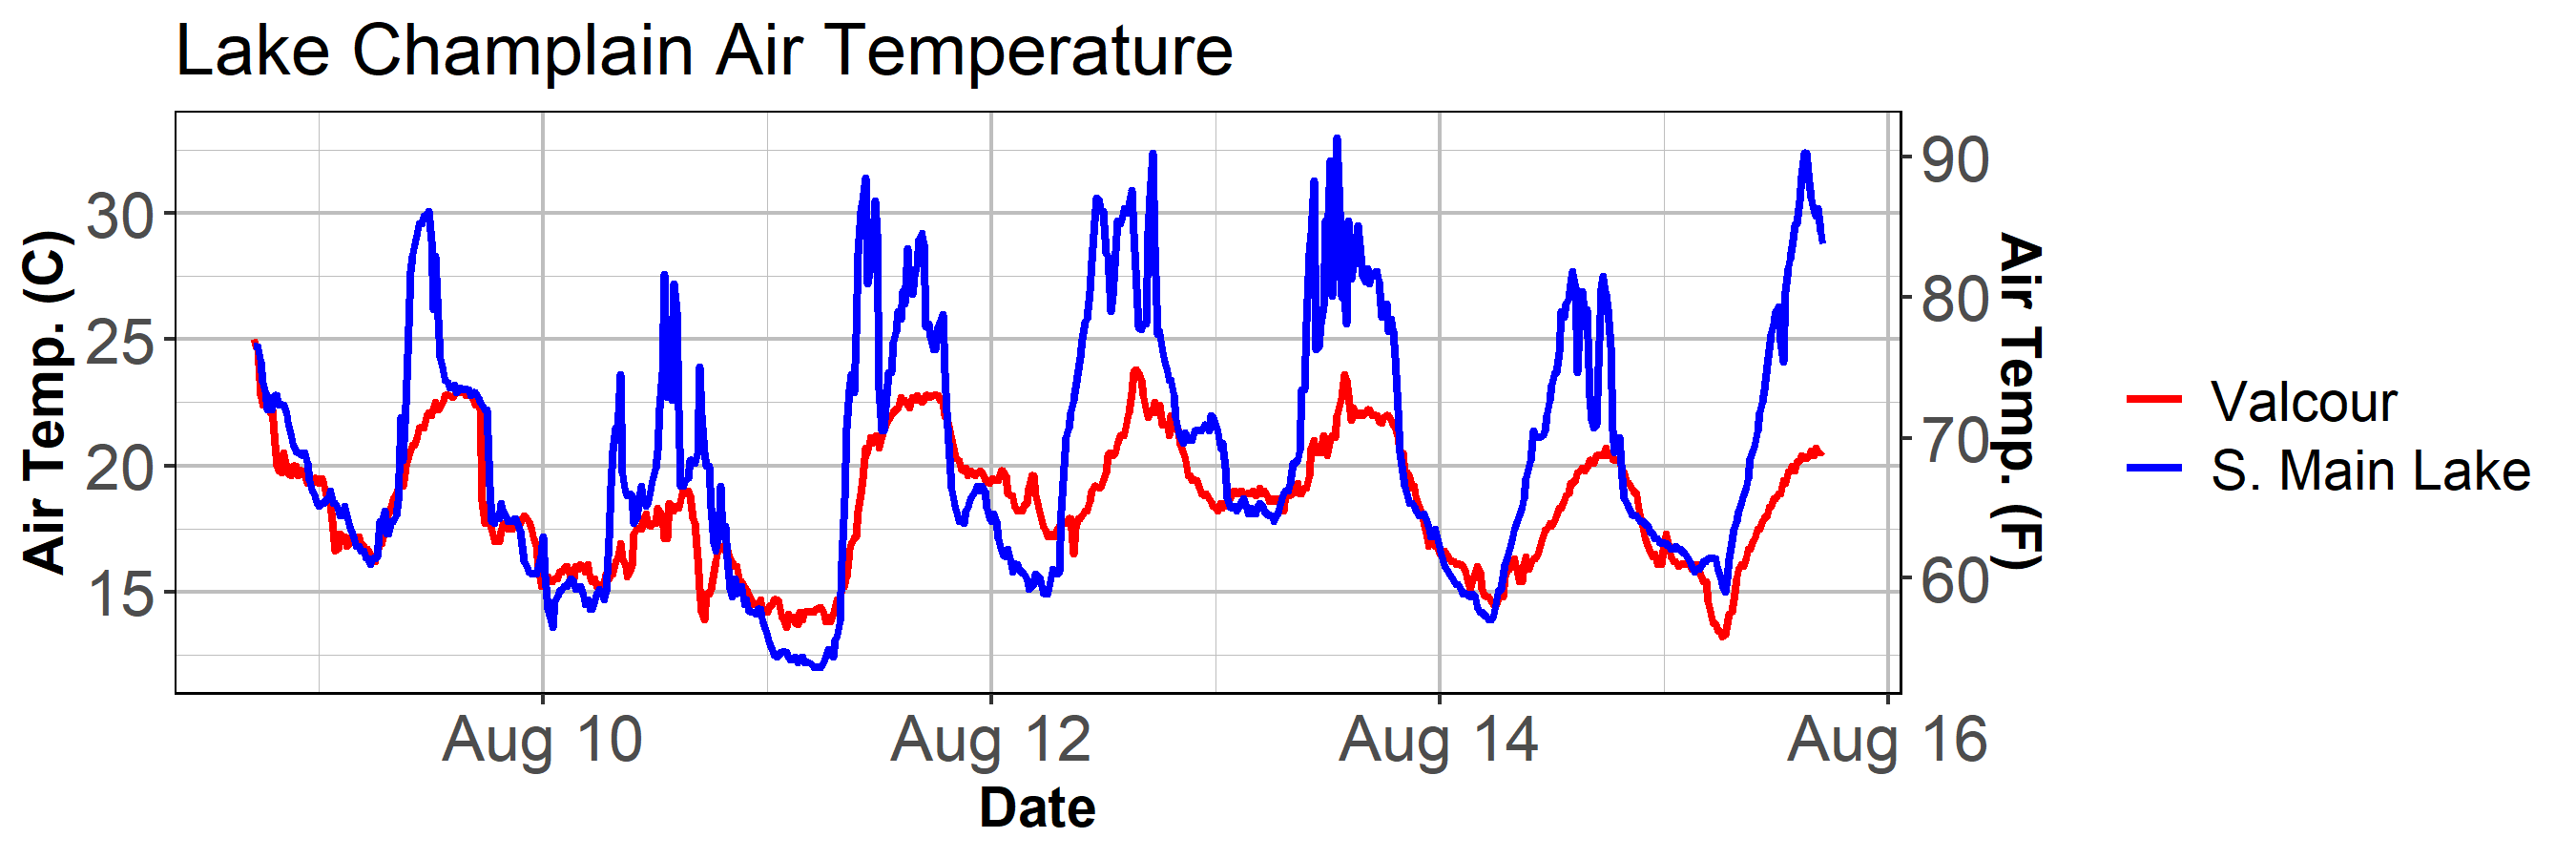 Lake Champlain Air Temperature
Air Temp. (C)
30
25
20
15
90
80
70
60
Air Temp. (F)
Aug 10
Aug 12
Aug 14
Aug 16
Date
Valcour
S. Main Lake